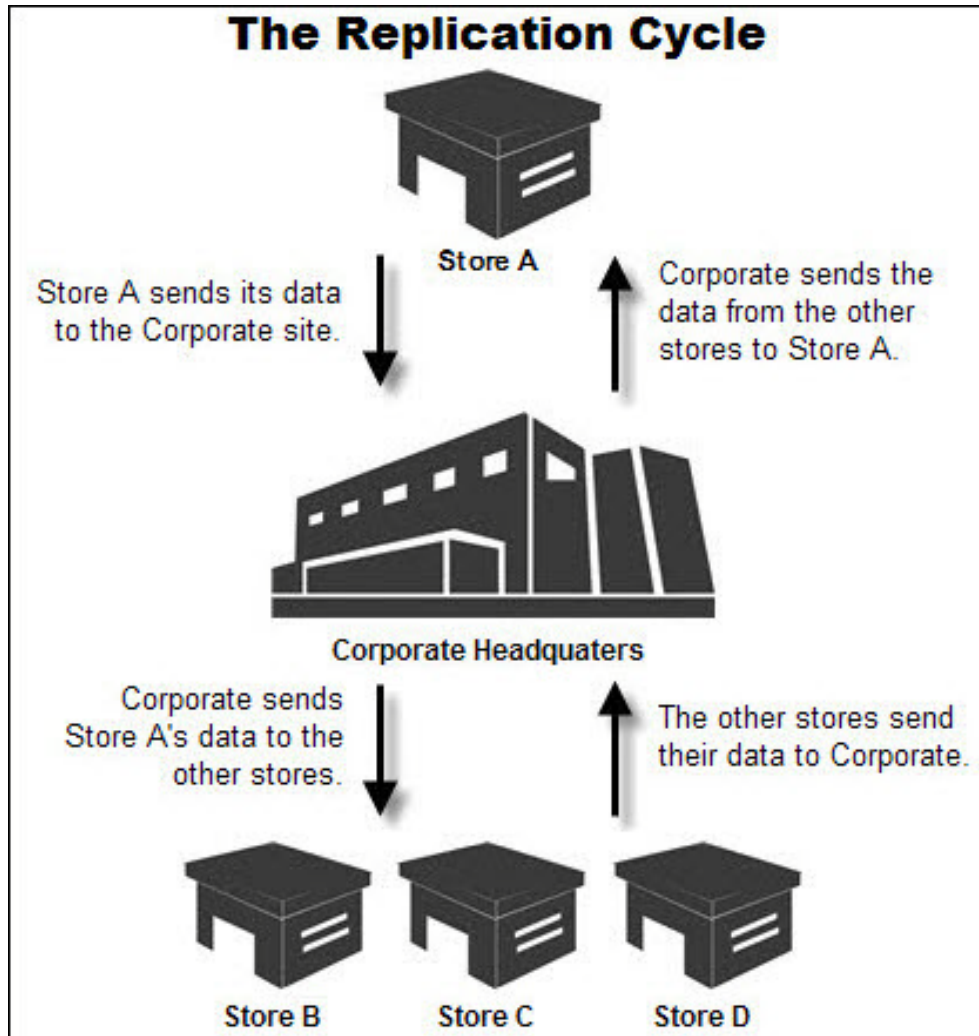 The Replication Cycle
Store A
Store A sends its data
to the Corporate site.
Corporate sends the
data from the other
stores to Store A.
Corporate Headquaters
Corporate sends
Store A's data to the
other stores.
The other stores send
their data to Corporate.
Store B
Store C
Store D